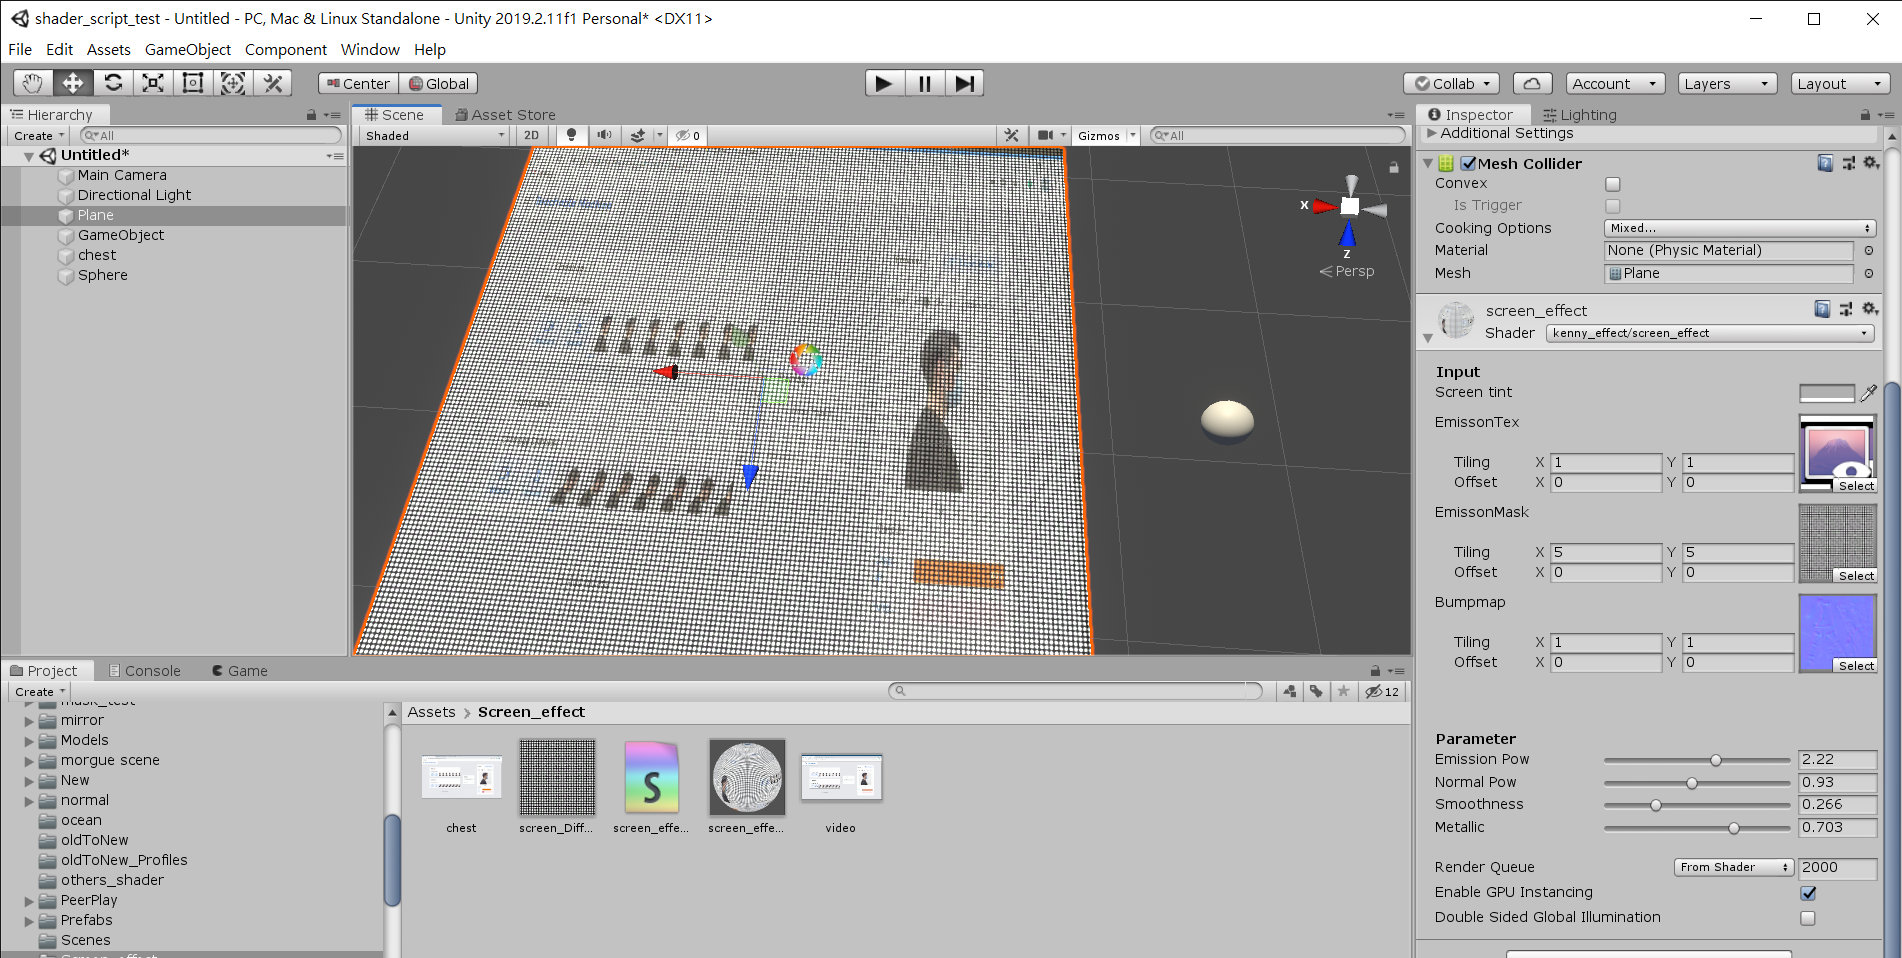 shader_script_test - Untitled - PC, Mac & Linux Standalone - Unity 2019.2.11f1 Personal* <DX11>
File Edit Assets GameObject Component Window Help
Center Global Collab Account Layers Layout
Hierarchy
Create All
Untitled*
Main Camera
Directional Light
Plane
GameObject
chest
Sphere
Scene Asset Store
Shaded 2D 0 Gizmos All
x
z
Persp
Project Console Game
Create 12
mirror
Models
morgue scene
New
normal
ocean
oldToNew
oldToNew_Profiles
others_shader
PeerPlay
Prefabs
Scenes
Assets > Screen_effect
chest screen_Diff... screen_effe... screen_effe... video
S
Inspector Lighting
Additional Settings
Mesh Collider
Convex
Is Trigger
Cooking Options Mixed...
Material None (Physic Material)
Mesh Plane
screen_effect
Shader kenny_effect/screen_effect
Input
Screen tint
EmissonTex
Tiling X 1 Y 1
Offset X 0 Y 0
Select
EmissonMask
Tiling X 5 Y 5
Offset X 0 Y 0
Select
Bumpmap
Tiling X 1 Y 1
Offset X 0 Y 0
Select
Parameter
Emission Pow 2.22
Normal Pow 0.93
Smoothness 0.266
Metallic 0.703
Render Queue From Shader 2000
Enable GPU Instancing
Double Sided Global Illumination